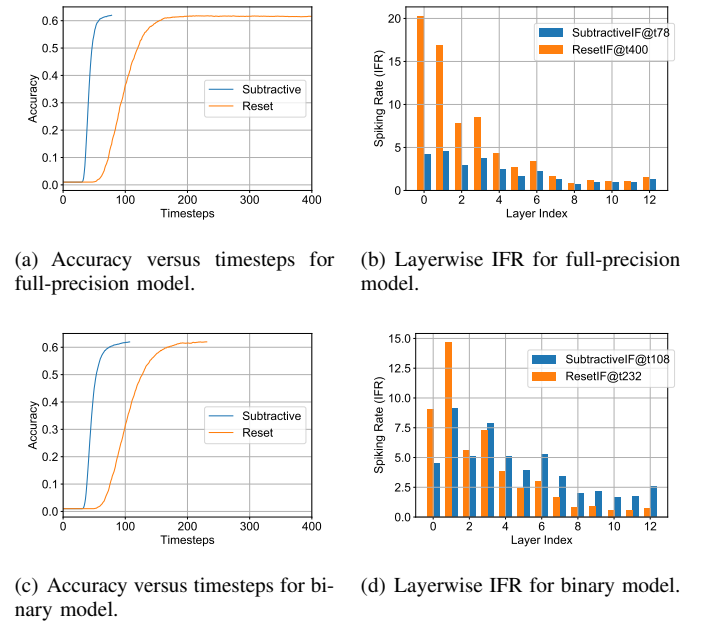 0.6
0.5
0.4
0.3
0.2
0.1
0.0
Accuracy
Subtractive
Reset
0 100 200 300 400
Timesteps
20
15
10
5
0
Spiking Rate (IFR)
SubtractiveIF@t78
ResetIF@t400
0 2 4 6 8 10 12
Layer Index
(a) Accuracy versus timesteps for
full-precision model.
(b) Layerwise IFR for full-precision
model.
0.6
0.5
0.4
0.3
0.2
0.1
0.0
Accuracy
Subtractive
Reset
0 100 200 300 400
Timesteps
15.0
12.5
10.0
7.5
5.0
2.5
0.0
Spiking Rate (IFR)
SubtractiveIF@t108
ResetIF@t232
0 2 4 6 8 10 12
Layer Index
(c) Accuracy versus timesteps for bi-
nary model.
(d) Layerwise IFR for binary model.